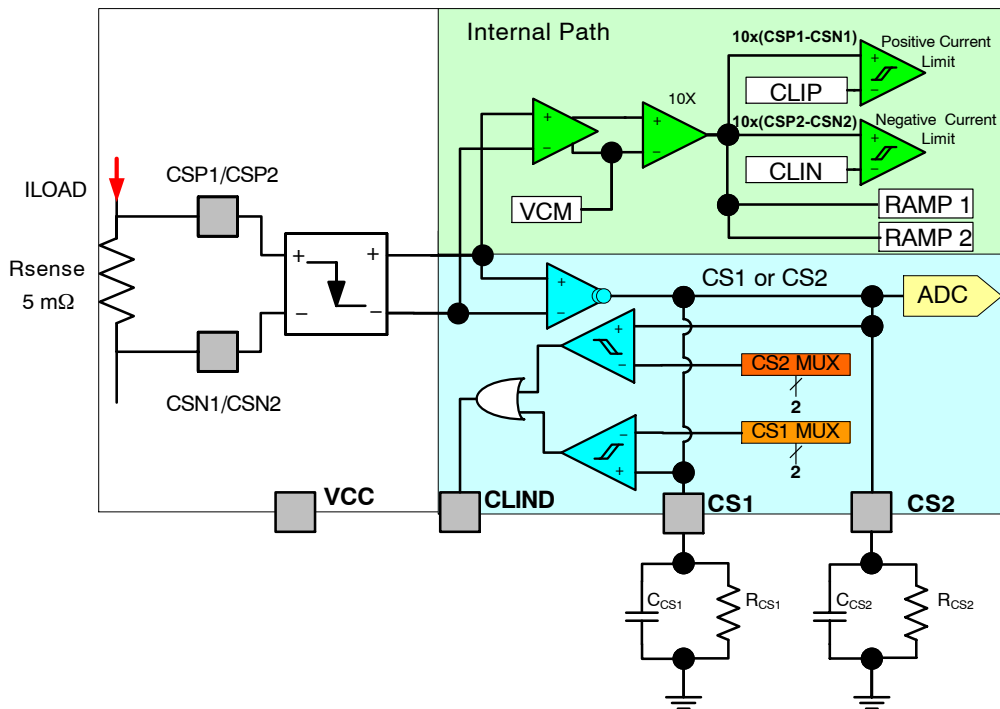 Internal Path
10x(CSP1-CSN1)
Positive Current
Limit
CLIP
10X
10x(CSP2-CSN2)
Negative Current
Limit
CLIN
VCM
RAMP 1
RAMP 2
ILOAD
CSP1/CSP2
Rsense
5 mΩ
CSN1/CSN2
+
−
+
−
+
−
+
−
+
−
+
−
+
−
+
−
−
+
CS1 or CS2
ADC
CS2 MUX
2
CS1 MUX
2
VCC
CLIND
CS1
CS2
CCS1
RCS1
CCS2
RCS2